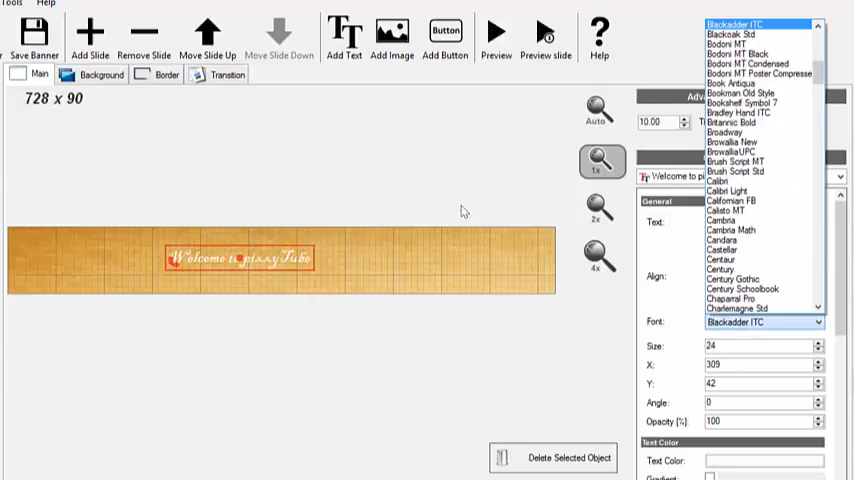 Tools Help
Save Banner Add Slide Remove Slide Move Slide Up Move Slide Down Add Text Add Image Button Add Button Preview Preview slide Help
Main Background Border Transition
728 x 90
Auto
1x
2x
4x
Welcome to pixxyTube
Adv
10.00 Ti
Welcome to pi
General
Text:
Align:
Blackadder ITC
Blackoak Std
Bodoni MT
Bodoni MT Black
Bodoni MT Condensed
Bodoni MT Poster Compresse
Book Antiqua
Bookman Old Style
Bookshelf Symbol 7
Bradley Hand ITC
Britannic Bold
Broadway
Browallia New
BrowalliaUPC
Brush Script MT
Brush Script Std
Calibri
Calibri Light
Californian FB
Calisto MT
Cambria
Cambria Math
Candara
Castellar
Centaur
Century
Century Gothic
Century Schoolbook
Chaparral Pro
Charlemagne Std
Font: Blackadder ITC
Size: 24
X: 309
Y: 42
Angle: 0
Opacity [%]: 100
Text Color
Text Color:
Gradient:
Delete Selected Object